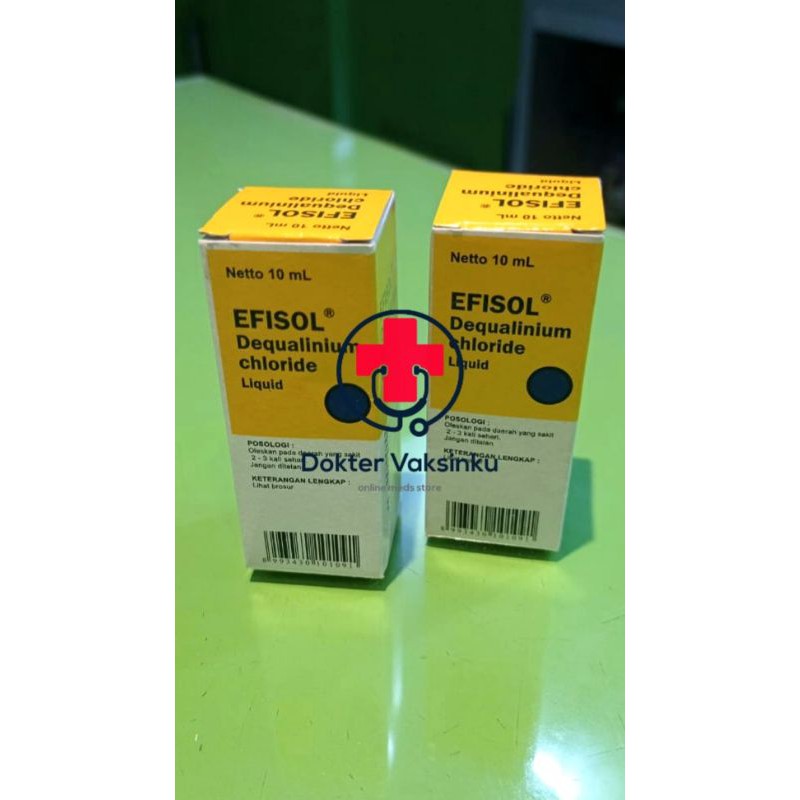 Netto 10 mL
EFISOL®
Dequalinium
chloride
Liquid
Netto 10 mL
EFISOL®
Dequalinium
chloride
Liquid
POSOLOGI :
Oleskan pada daerah yang sakit
2 - 3 kali sehari.
Jangan ditelan
KETERANGAN LENGKAP :
Lihat brosur
8993430101091
Netto 10 mL
EFISOL®
Dequalinium
chloride
Liquid
Netto 10 mL
EFISOL®
Dequalinium
chloride
Liquid
POSOLOGI :
Oleskan pada daerah yang sakit
2 - 3 kali sehari.
Jangan ditelan
KETERANGAN LENGKAP :
Dokter Vaksinku
online meds store